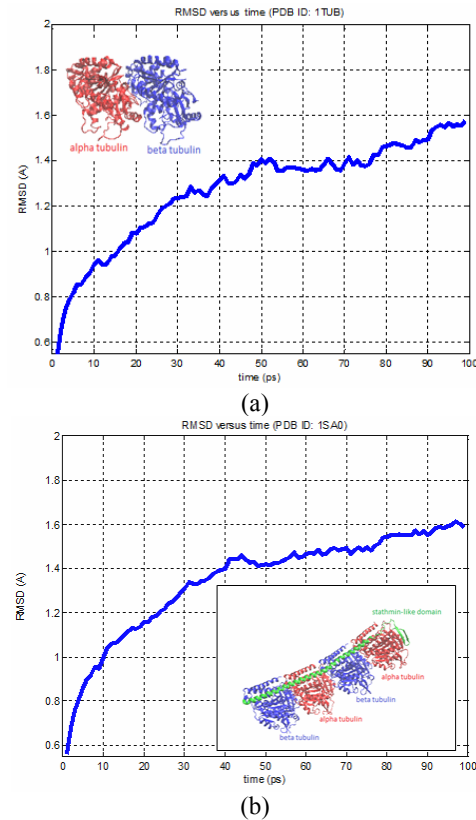 RMSD versus time (PDB ID: 1TUB)
2
1.8
1.6
1.4
1.2
1
0.8
0.6
RMSD (A)
alpha tubulin
beta tubulin
0 10 20 30 40 50 60 70 80 90 100
time (ps)
(a)
RMSD versus time (PDB ID: 1SA0)
2
1.8
1.6
1.4
1.2
1
0.8
0.6
RMSD (A)
stathmin-like domain
alpha tubulin
beta tubulin
alpha tubulin
beta tubulin
0 10 20 30 40 50 60 70 80 90 100
time (ps)
(b)